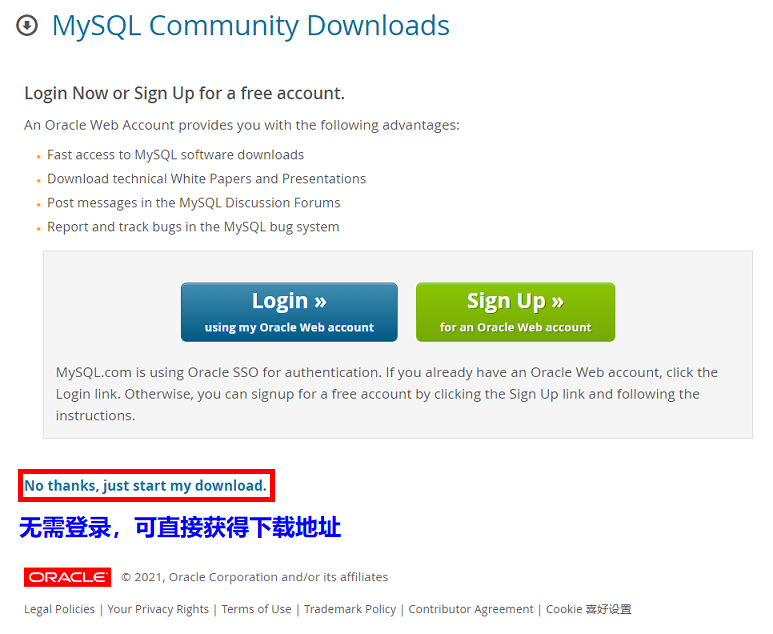 MySQL Community Downloads
Login Now or Sign Up for a free account.
An Oracle Web Account provides you with the following advantages:
Fast access to MySQL software downloads
Download technical White Papers and Presentations
Post messages in the MySQL Discussion Forums
Report and track bugs in the MySQL bug system
Login »
using my Oracle Web account
Sign Up »
for an Oracle Web account
MySQL.com is using Oracle SSO for authentication. If you already have an Oracle Web account, click the
Login link. Otherwise, you can signup for a free account by clicking the Sign Up link and following the
instructions.
No thanks, just start my download.
无需登录，可直接获得下载地址
ORACLE © 2021, Oracle Corporation and/or its affiliates
Legal Policies | Your Privacy Rights | Terms of Use | Trademark Policy | Contributor Agreement | Cookie 喜好设置